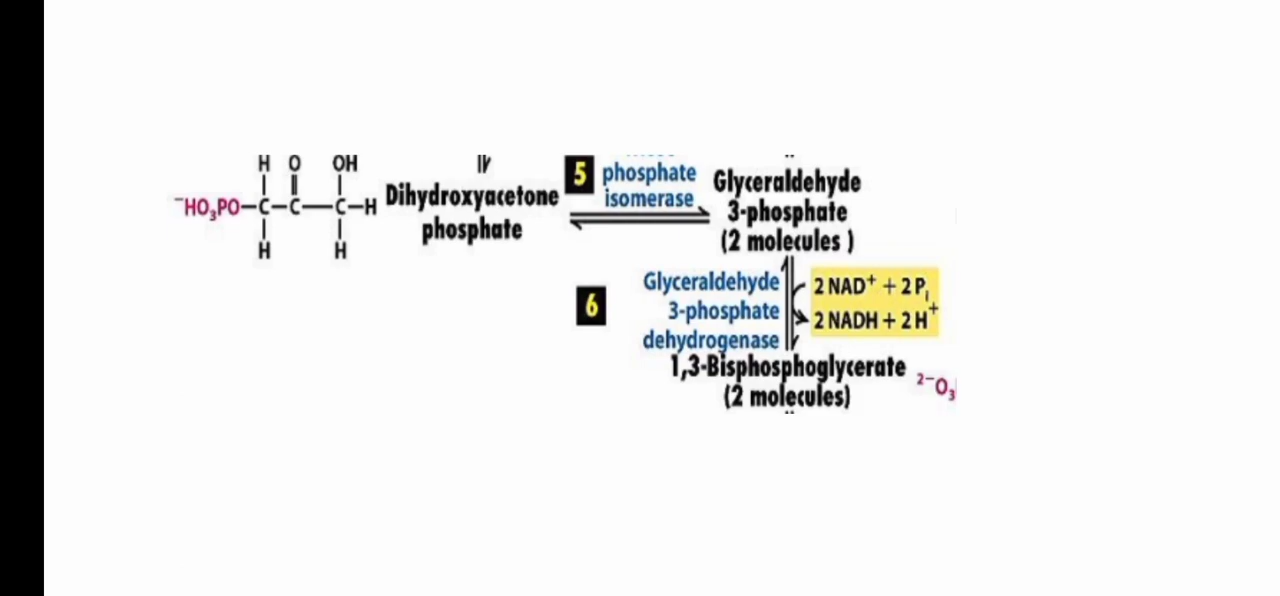 H O OH
⁻HO₃PO—C—C—C—H
H H
Dihydroxyacetone
phosphate
5
phosphate
isomerase
Glyceraldehyde
3-phosphate
(2 molecules )
6
Glyceraldehyde
3-phosphate
dehydrogenase
2 NAD⁺ + 2 Pᵢ
2 NADH + 2 H⁺
1,3-Bisphosphoglycerate
(2 molecules)
²⁻O₃